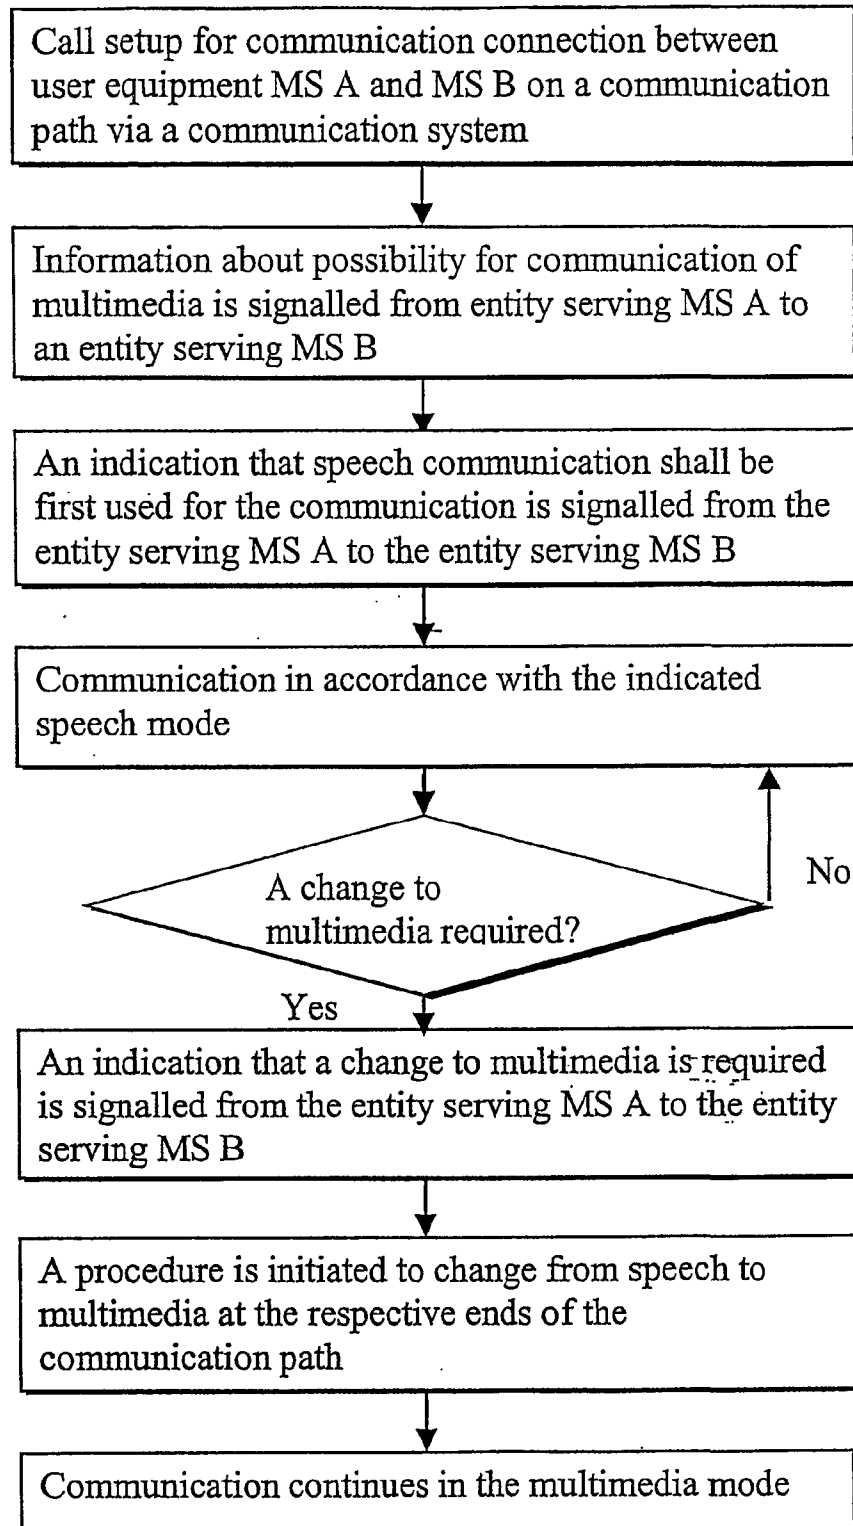 Call setup for communication connection between
user equipment MS A and MS B on a communication
path via a communication system
Information about possibility for communication of
multimedia is signalled from entity serving MS A to
an entity serving MS B
An indication that speech communication shall be
first used for the communication is signalled from the
entity serving MS A to the entity serving MS B
Communication in accordance with the indicated
speech mode
No
A change to
multimedia required?
Yes
An indication that a change to multimedia is required
is signalled from the entity serving MS A to the entity
serving MS B
A procedure is initiated to change from speech to
multimedia at the respective ends of the
communication path
Communication continues in the multimedia mode